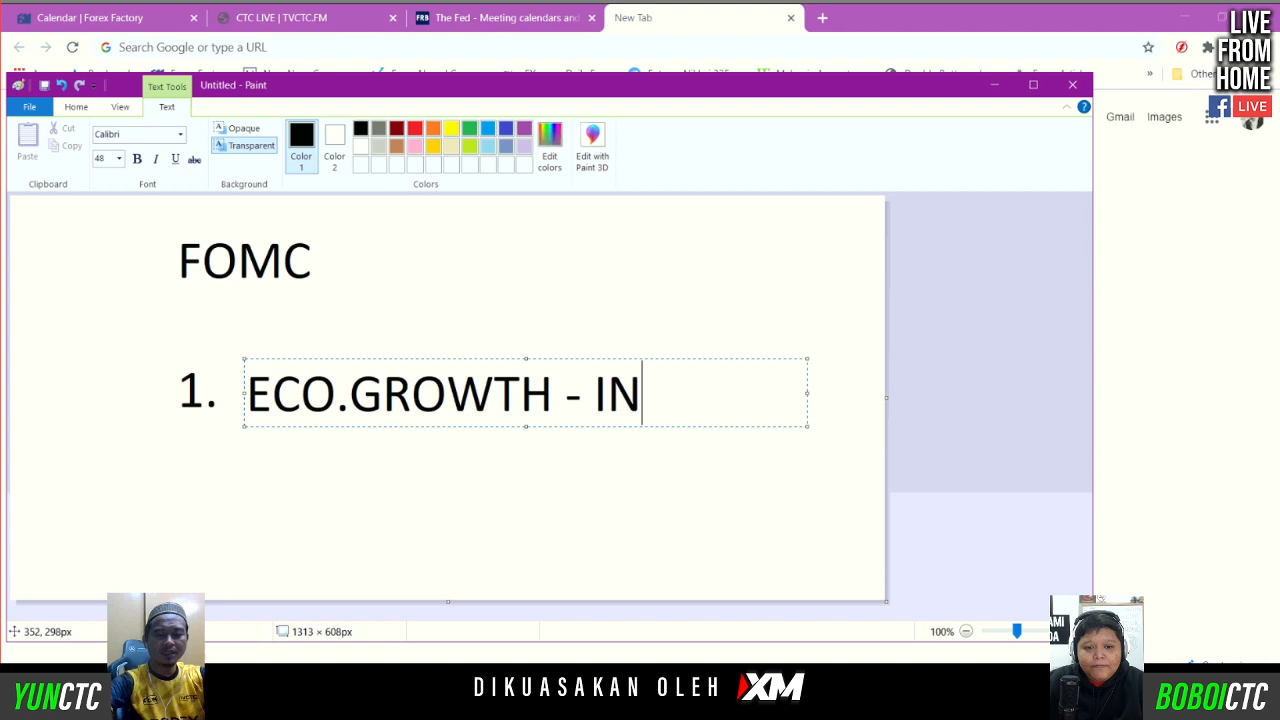 Calendar | Forex Factory
CTC LIVE | TVCTC.FM
FRB
The Fed - Meeting calendars and
New Tab
LIVE
FROM
HOME
LIVE
Search Google or type a URL
Gmail
Images
Text Tools
Untitled - Paint
File
Home
View
Text
Paste
Cut
Copy
Clipboard
Calibri
48
B I U abc
Font
Opaque
Transparent
Background
Color
1
Color
2
Edit
colors
Edit with
Paint 3D
Colors
FOMC
1. ECO.GROWTH - IN
352, 298px
1313 × 608px
100%
YUNCTC
DIKUASAKAN OLEH XM
BOBOICTC